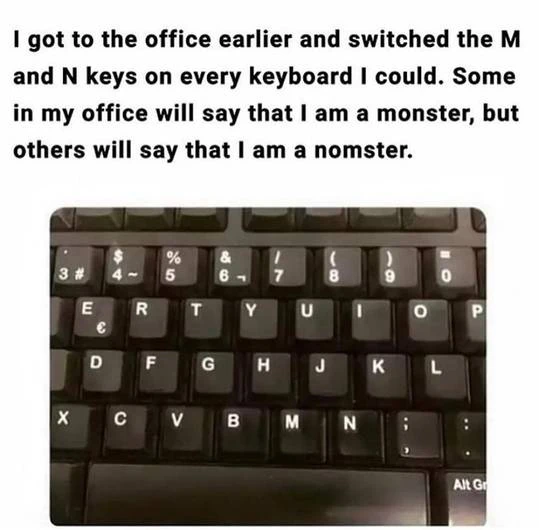 I got to the office earlier and switched the M
and N keys on every keyboard I could. Some
in my office will say that I am a monster, but
others will say that I am a nomster.
· $ % & / ( ) =
3 # 4 ~ 5 6 ¬ 7 8 9 0
E € R T Y U I O P
D F G H J K L
X C V B M N ; , : .
Alt Gr